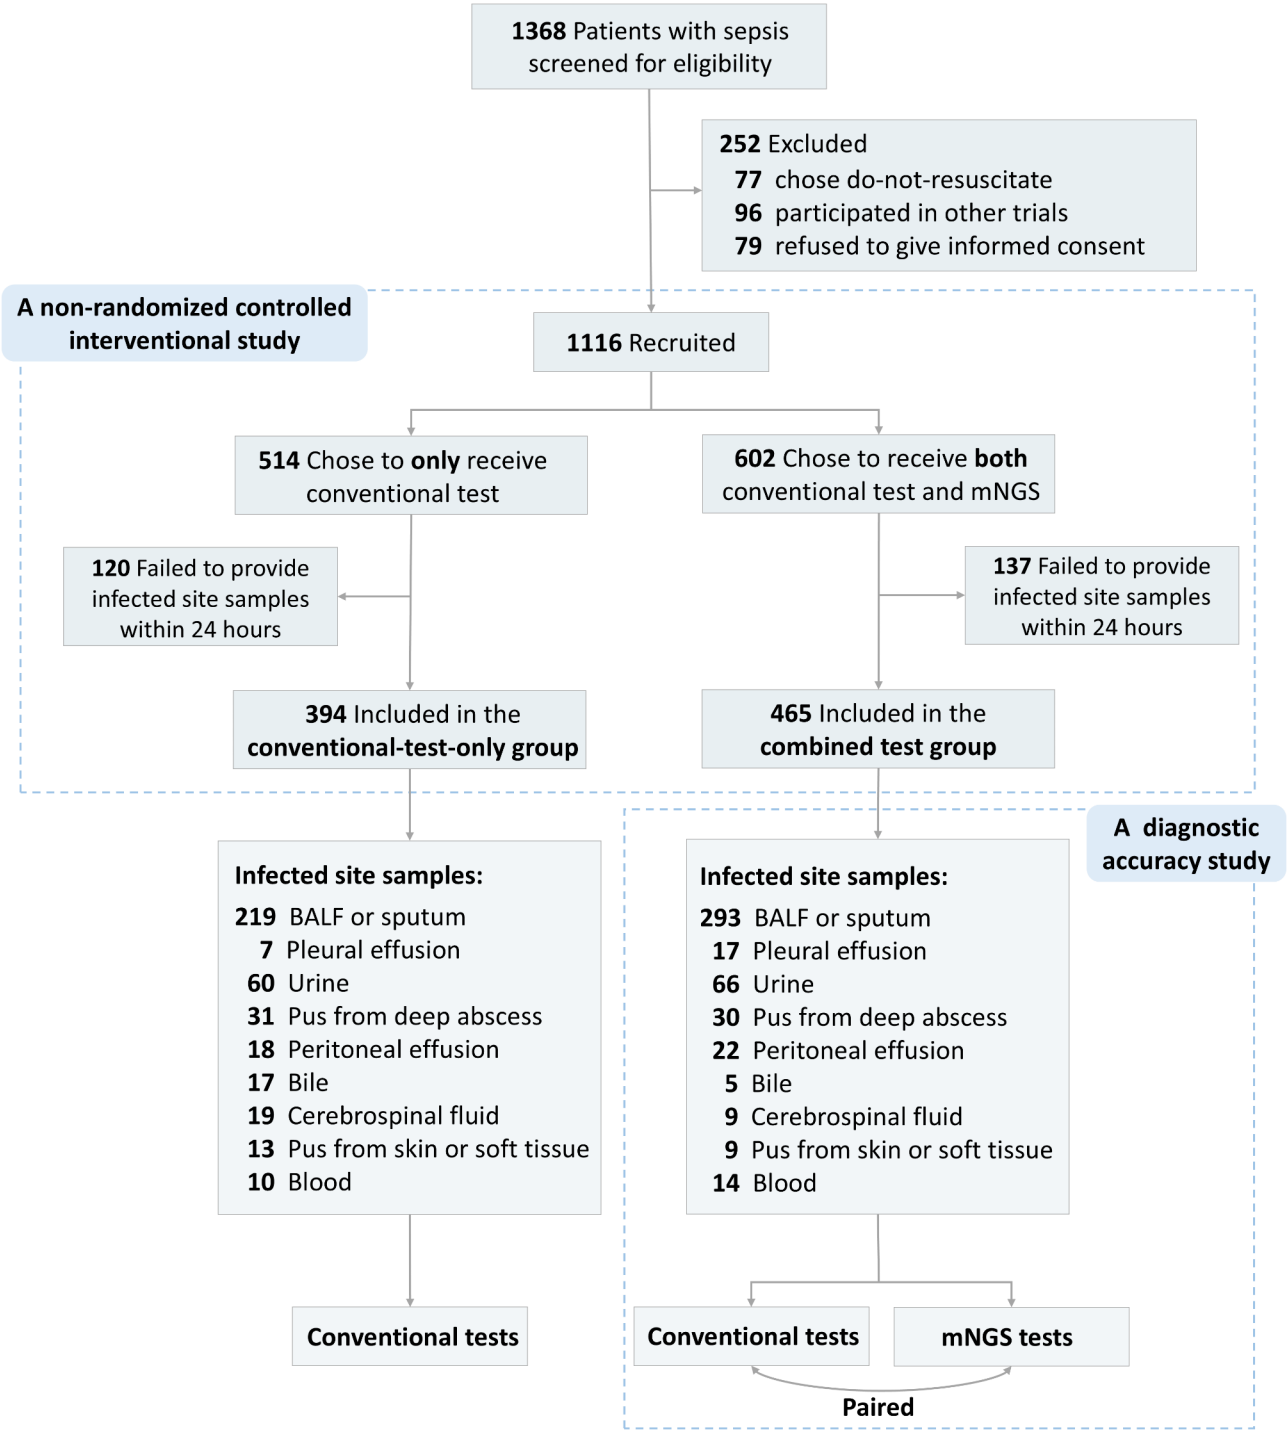 1368 Patients with sepsis
screened for eligibility
252 Excluded
77 chose do-not-resuscitate
96 participated in other trials
79 refused to give informed consent
A non-randomized controlled
interventional study
1116 Recruited
514 Chose to only receive
conventional test
602 Chose to receive both
conventional test and mNGS
120 Failed to provide
infected site samples
within 24 hours
137 Failed to provide
infected site samples
within 24 hours
394 Included in the
conventional-test-only group
465 Included in the
combined test group
A diagnostic
accuracy study
Infected site samples:
219 BALF or sputum
7 Pleural effusion
60 Urine
31 Pus from deep abscess
18 Peritoneal effusion
17 Bile
19 Cerebrospinal fluid
13 Pus from skin or soft tissue
10 Blood
Infected site samples:
293 BALF or sputum
17 Pleural effusion
66 Urine
30 Pus from deep abscess
22 Peritoneal effusion
5 Bile
9 Cerebrospinal fluid
9 Pus from skin or soft tissue
14 Blood
Conventional tests
Conventional tests
mNGS tests
Paired